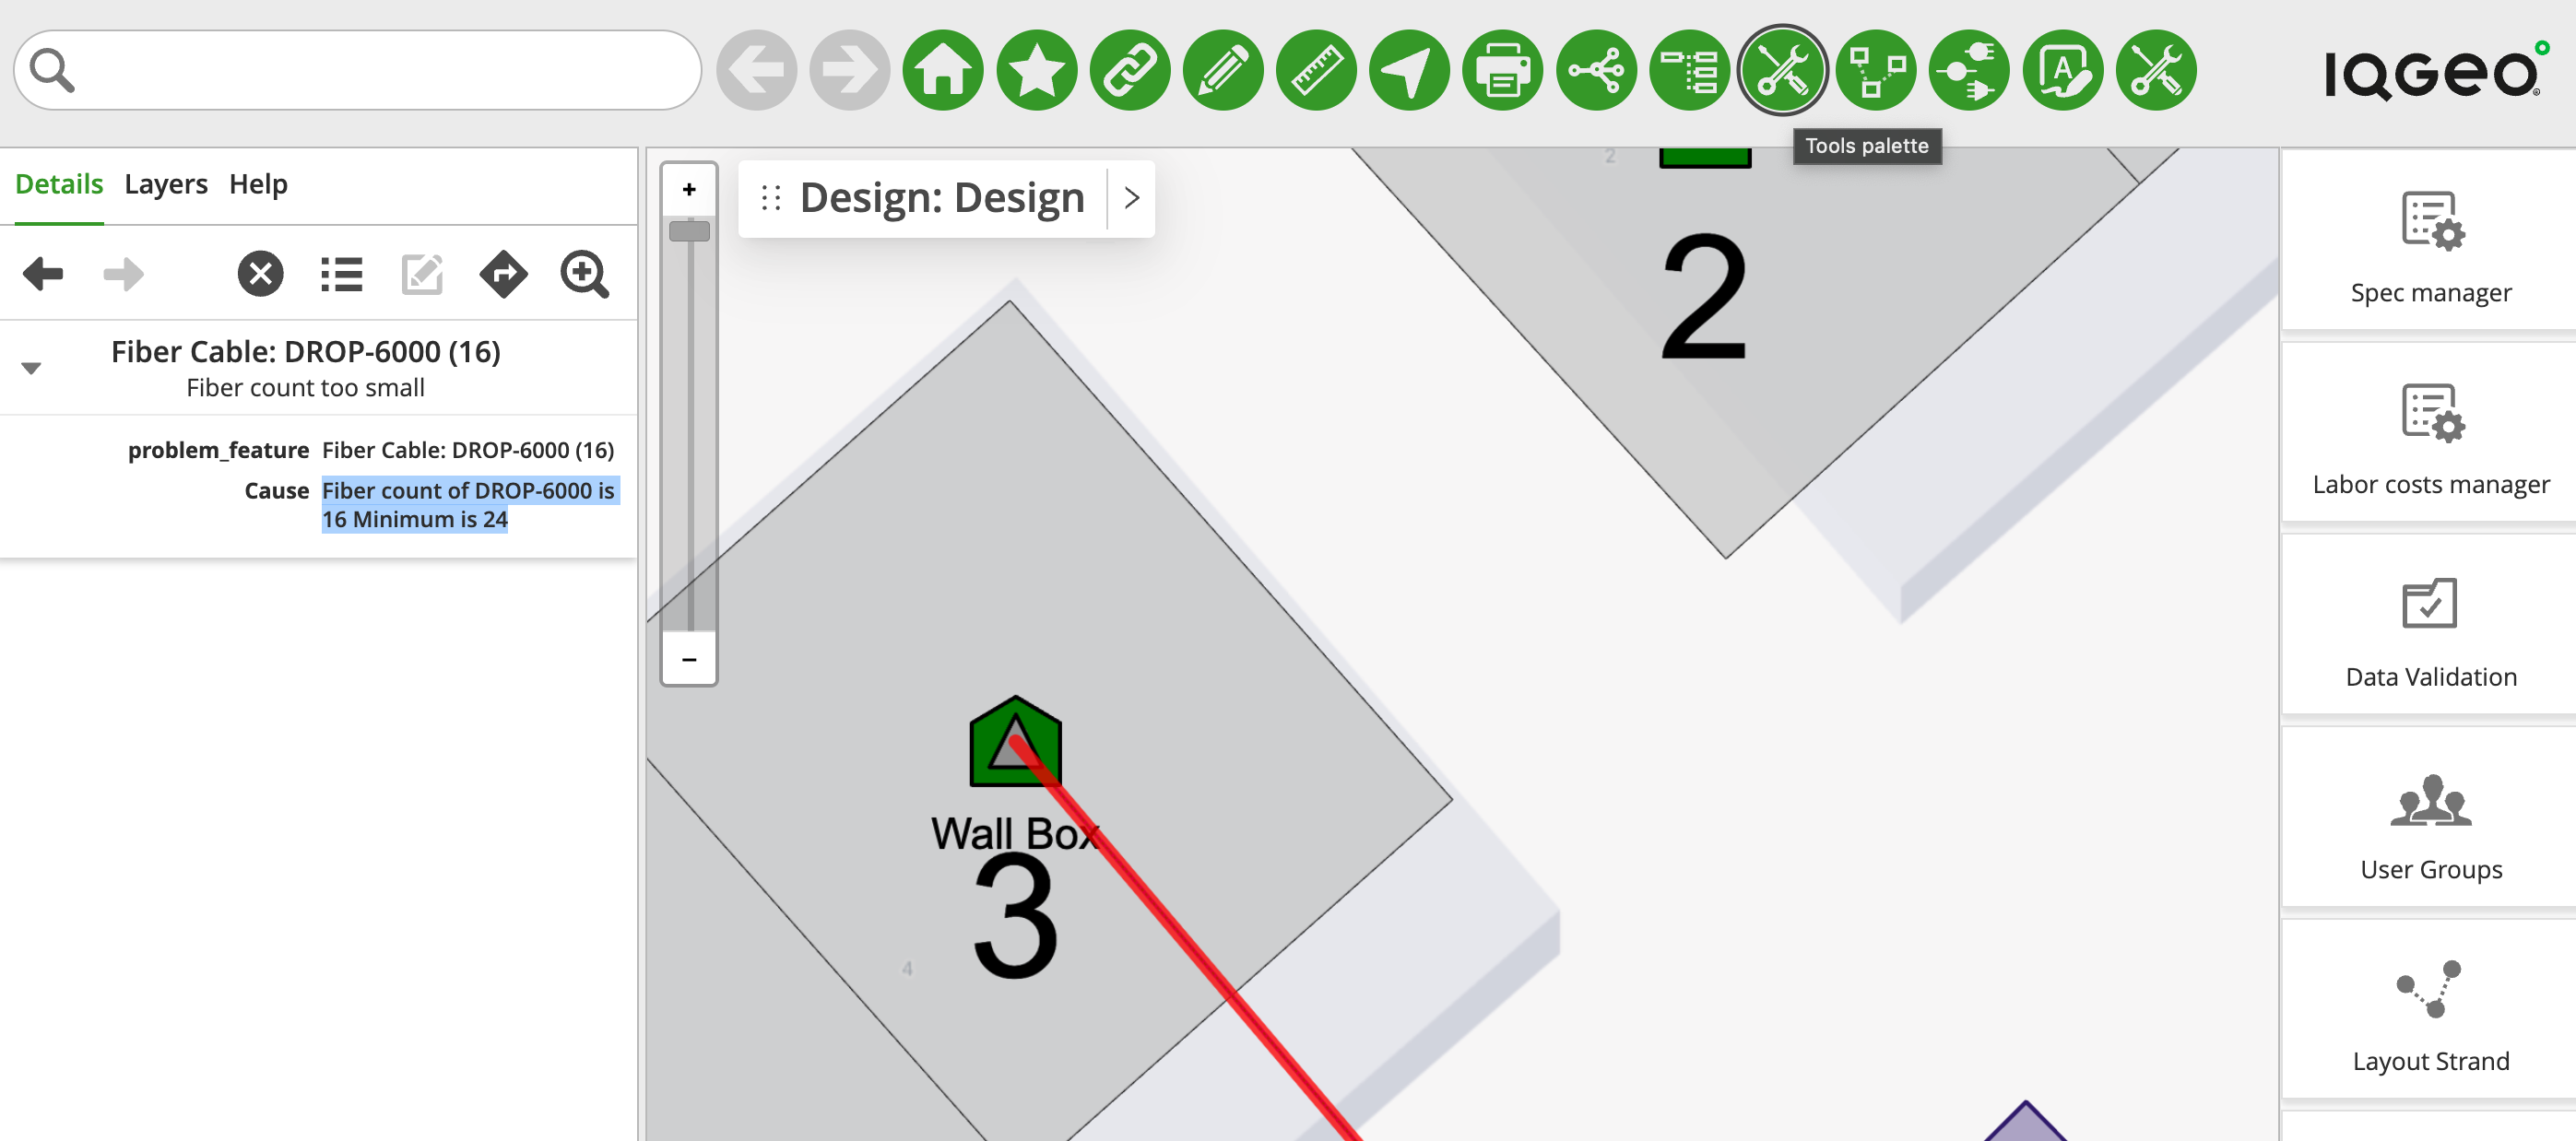 IQGEO
Tools palette
Details Layers Help
Design: Design
Fiber Cable: DROP-6000 (16)
Fiber count too small
problem_feature Fiber Cable: DROP-6000 (16)
Cause Fiber count of DROP-6000 is
16 Minimum is 24
+
−
2
2
Wall Box
3
4
Spec manager
Labor costs manager
Data Validation
User Groups
Layout Strand